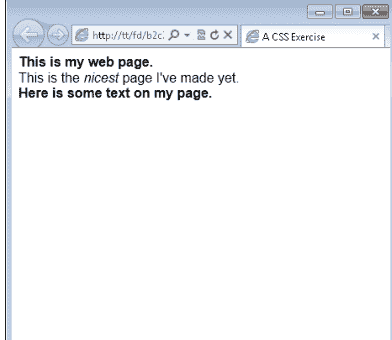 http://tt/fd/b2c
A CSS Exercise
This is my web page.
This is the nicest page I've made yet.
Here is some text on my page.